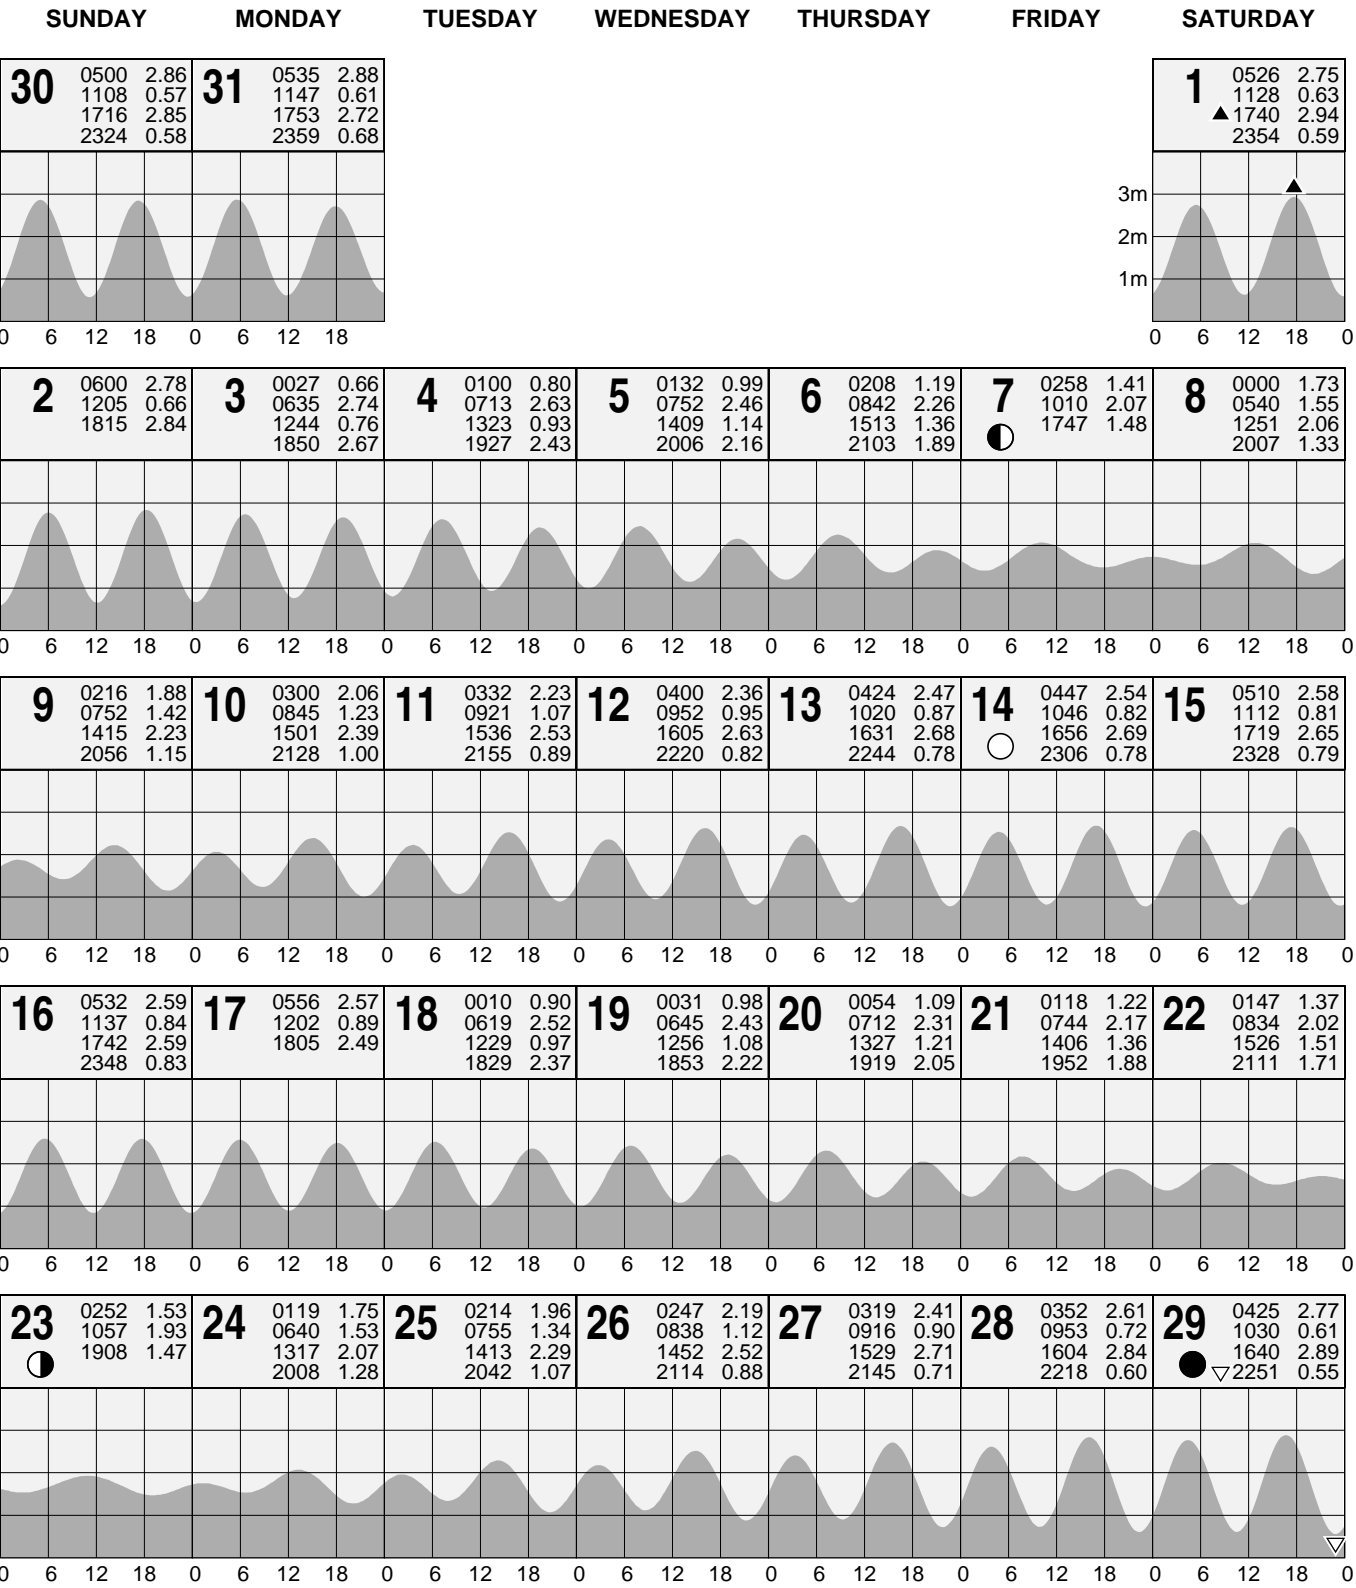 SUNDAY MONDAY TUESDAY WEDNESDAY THURSDAY FRIDAY SATURDAY
30 0500 2.86 31 0535 2.88 1 0526 2.75
1108 0.57 1147 0.61 1128 0.63
1716 2.85 1753 2.72 1740 2.94
2324 0.58 2359 0.68 2354 0.59
3m
2m
1m
0 6 12 18 0 6 12 18 0 6 12 18 0
2 0600 2.78 3 0027 0.66 4 0100 0.80 5 0132 0.99 6 0208 1.19 7 0258 1.41 8 0000 1.73
1205 0.66 0635 2.74 0713 2.63 0752 2.46 0842 2.26 1010 2.07 0540 1.55
1815 2.84 1244 0.76 1323 0.93 1409 1.14 1513 1.36 1747 1.48 1251 2.06
1850 2.67 1927 2.43 2006 2.16 2103 1.89 2007 1.33
0 6 12 18 0 6 12 18 0 6 12 18 0 6 12 18 0 6 12 18 0 6 12 18 0 6 12 18 0
9 0216 1.88 10 0300 2.06 11 0332 2.23 12 0400 2.36 13 0424 2.47 14 0447 2.54 15 0510 2.58
0752 1.42 0845 1.23 0921 1.07 0952 0.95 1020 0.87 1046 0.82 1112 0.81
1415 2.23 1501 2.39 1536 2.53 1605 2.63 1631 2.68 1656 2.69 1719 2.65
2056 1.15 2128 1.00 2155 0.89 2220 0.82 2244 0.78 2306 0.78 2328 0.79
0 6 12 18 0 6 12 18 0 6 12 18 0 6 12 18 0 6 12 18 0 6 12 18 0 6 12 18 0
16 0532 2.59 17 0556 2.57 18 0010 0.90 19 0031 0.98 20 0054 1.09 21 0118 1.22 22 0147 1.37
1137 0.84 1202 0.89 0619 2.52 0645 2.43 0712 2.31 0744 2.17 0834 2.02
1742 2.59 1805 2.49 1229 0.97 1256 1.08 1327 1.21 1406 1.36 1526 1.51
2348 0.83 1829 2.37 1853 2.22 1919 2.05 1952 1.88 2111 1.71
0 6 12 18 0 6 12 18 0 6 12 18 0 6 12 18 0 6 12 18 0 6 12 18 0 6 12 18 0
23 0252 1.53 24 0119 1.75 25 0214 1.96 26 0247 2.19 27 0319 2.41 28 0352 2.61 29 0425 2.77
1057 1.93 0640 1.53 0755 1.34 0838 1.12 0916 0.90 0953 0.72 1030 0.61
1908 1.47 1317 2.07 1413 2.29 1452 2.52 1529 2.71 1604 2.84 1640 2.89
2008 1.28 2042 1.07 2114 0.88 2145 0.71 2218 0.60 2251 0.55
0 6 12 18 0 6 12 18 0 6 12 18 0 6 12 18 0 6 12 18 0 6 12 18 0 6 12 18 0